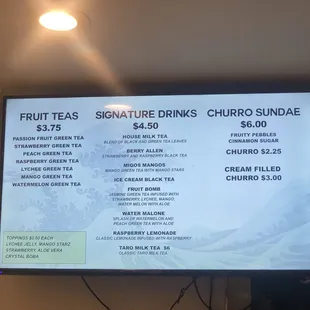 FRUIT TEAS
$3.75
PASSION FRUIT GREEN TEA
STRAWBERRY GREEN TEA
PEACH GREEN TEA
RASPBERRY GREEN TEA
LYCHEE GREEN TEA
MANGO GREEN TEA
WATERMELON GREEN TEA
TOPPINGS $0.50 EACH
LYCHEE JELLY, MANGO STARZ
STRAWBERRY, ALOE VERA
CRYSTAL BOBA
SIGNATURE DRINKS
$4.50
HOUSE MILK TEA
BLEND OF BLACK AND GREEN TEA LEAVES
BERRY ALLEN
STRAWBERRY AND RASPBERRY BLACK TEA
MIGOS MANGOS
MANGO GREEN TEA WITH MANGO STARS
ICE CREAM BLACK TEA
FRUIT BOMB
JASMINE GREEN TEA INFUSED WITH
STRAWBERRY, LYCHEE, MANGO,
WATER MELON WITH ALOE
WATER MALONE
SPLASH OF WATERMELON AND
PEACH GREEN TEA WITH ALOE
RASPBERRY LEMONADE
CLASSIC LEMONADE INFUSED WITH RASPBERRY
TARO MILK TEA $6
CLASSIC TARO MILK TEA
CHURRO SUNDAE
$6.00
FRUITY PEBBLES
CINNAMON SUGAR
CHURRO $2.25
CREAM FILLED
CHURRO $3.00